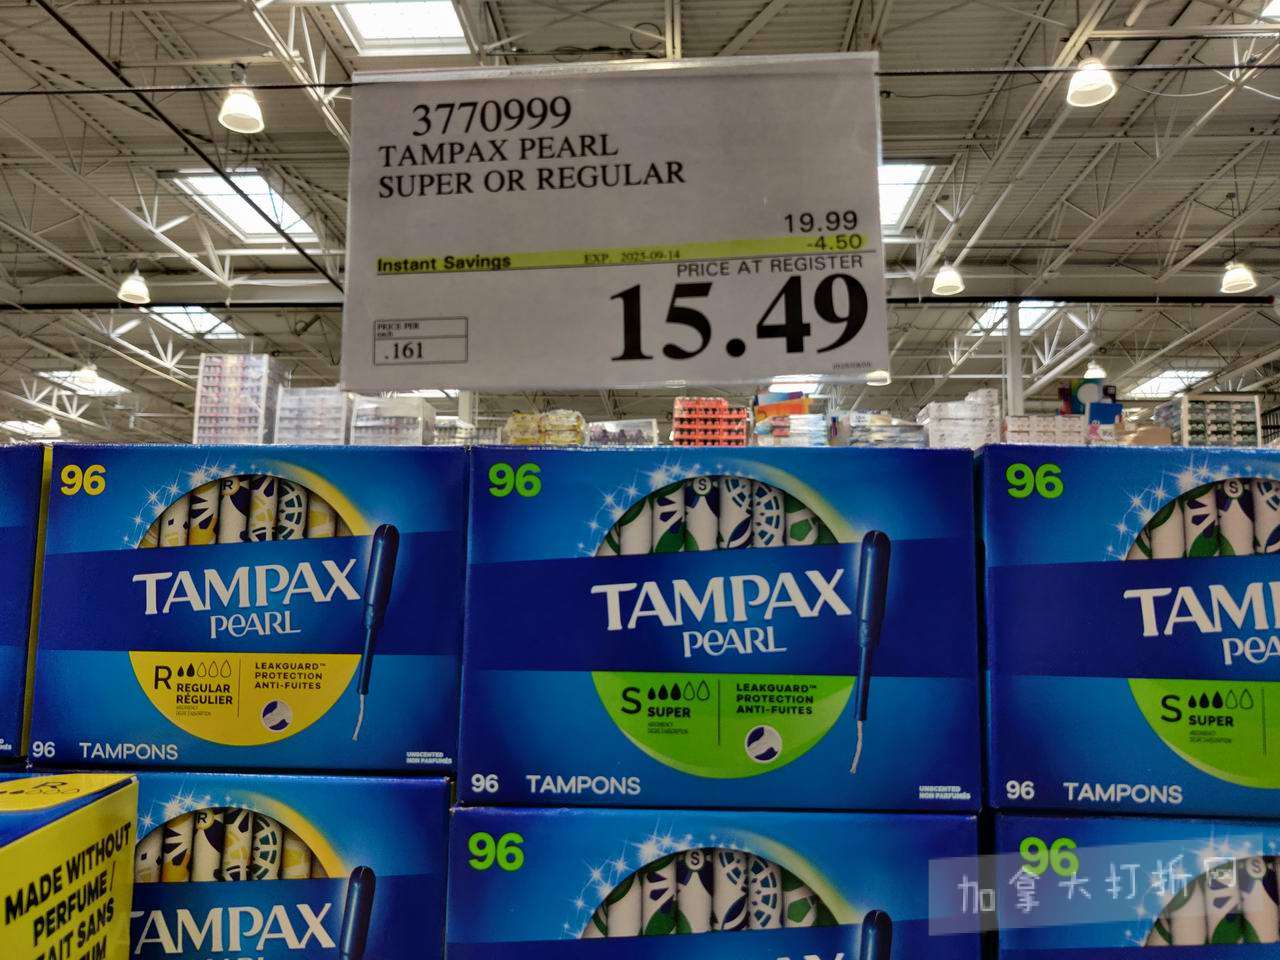 3770999
TAMPAX PEARL
SUPER OR REGULAR
19.99
-4.50
Instant Savings EXP. 2025-09-14
PRICE AT REGISTER
15.49
PRICE PER
.161
96
TAMPAX
PEARL
R REGULAR
RÉGULIER
LEAKGUARD™
PROTECTION
ANTI-FUITES
96 TAMPONS
UNSCENTED
NON PARFUMÉS
96
TAMPAX
PEARL
S SUPER
LEAKGUARD™
PROTECTION
ANTI-FUITES
96 TAMPONS
UNSCENTED
NON PARFUMÉS
96
TAM
PEA
S SUPER
96 TAMPONS
R
MADE WITHOUT
PERFUME/
AIT SANS
UM
R
TAMPAX
96
S
96
S
加拿大打折网